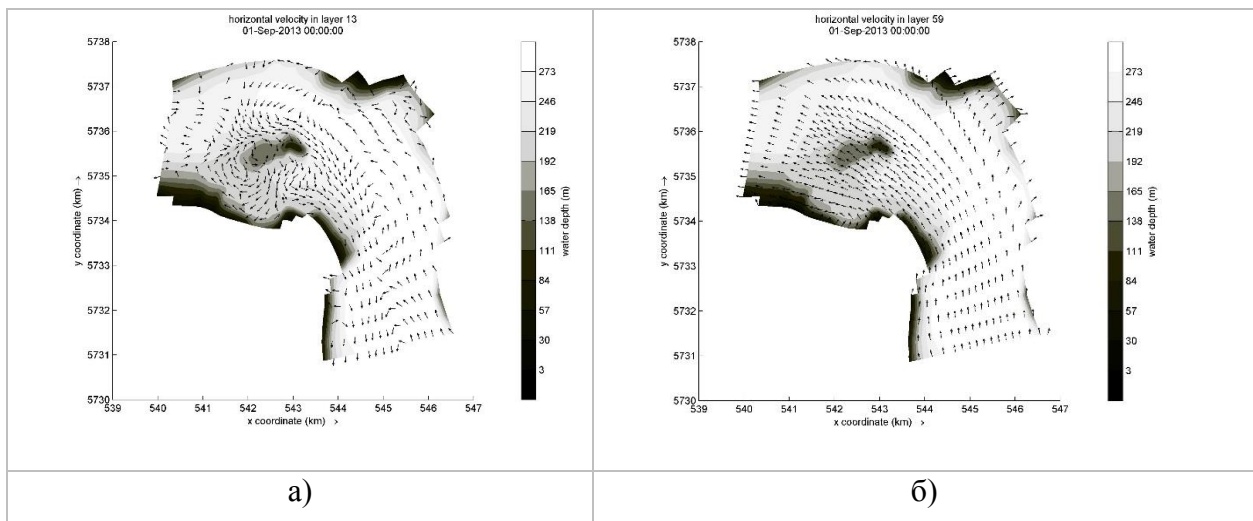 horizontal velocity in layer 13
01-Sep-2013 00:00:00
5738
5737
5736
5735
5734
5733
5732
5731
5730
y coordinate (km) →
539 540 541 542 543 544 545 546 547
x coordinate (km) →
273
246
219
192
165
138
111
84
57
30
3
water depth (m)
horizontal velocity in layer 59
01-Sep-2013 00:00:00
5738
5737
5736
5735
5734
5733
5732
5731
5730
y coordinate (km) →
539 540 541 542 543 544 545 546 547
x coordinate (km) →
273
246
219
192
165
138
111
84
57
30
3
water depth (m)
а)
б)